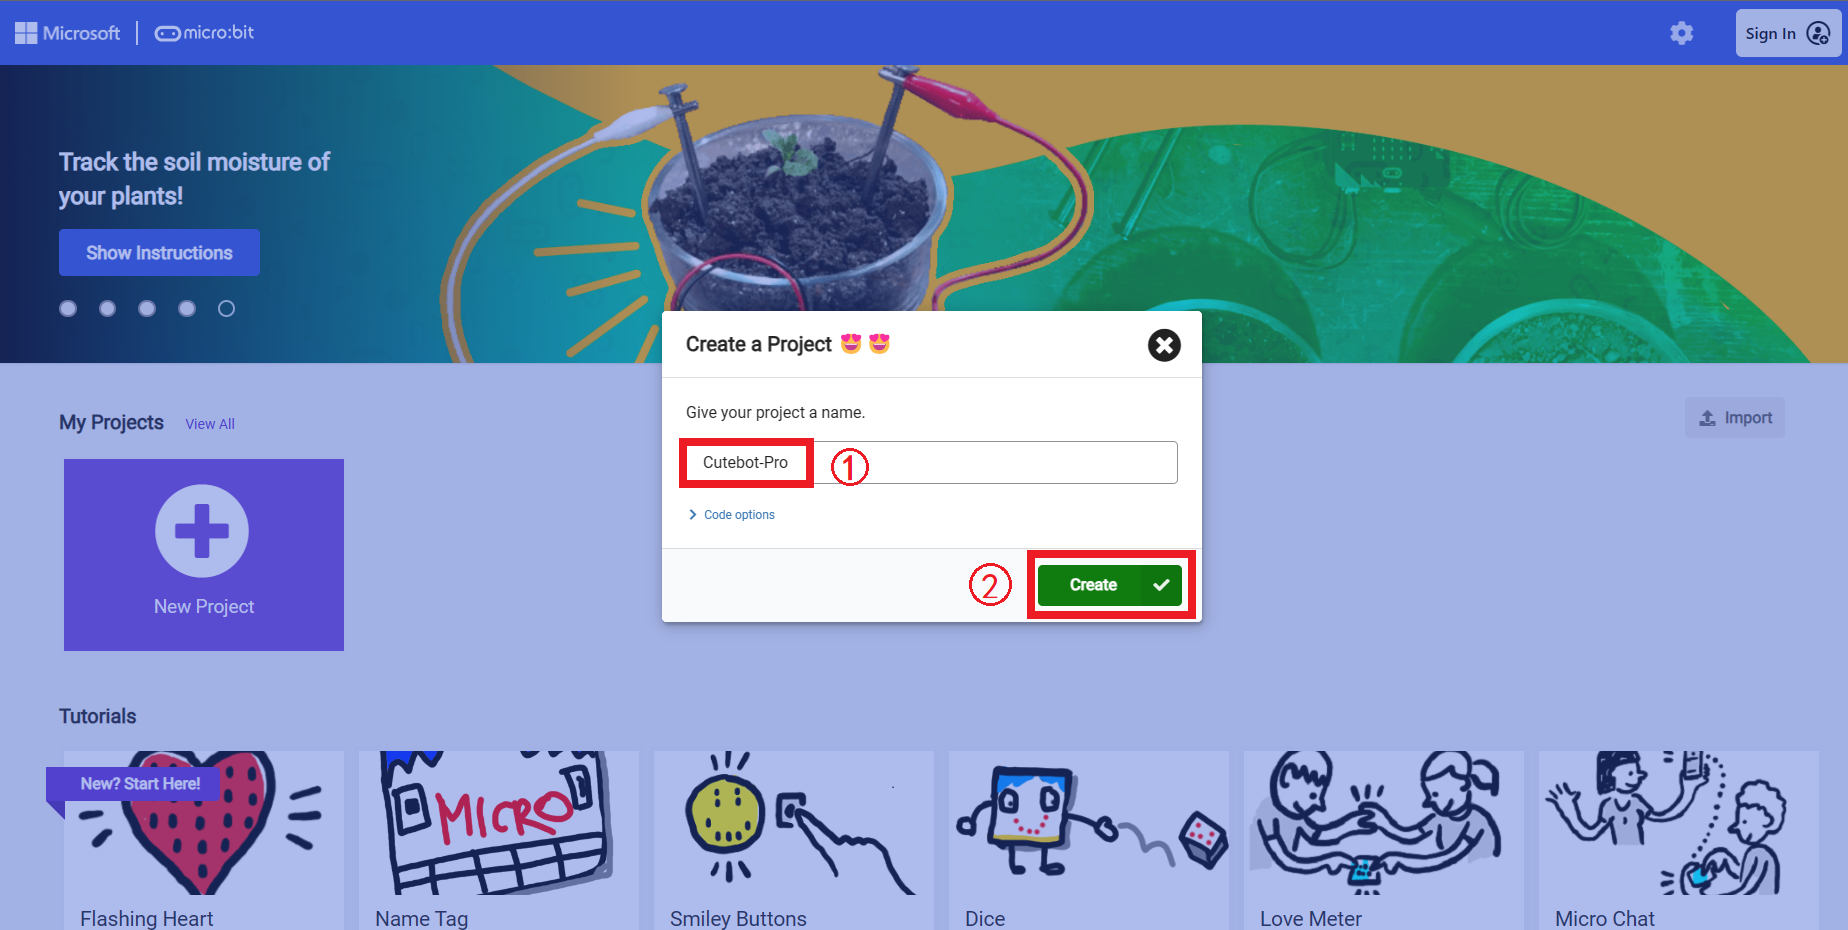 Microsoft
micro:bit
Sign In
Track the soil moisture of
your plants!
Show Instructions
Create a Project 😍 😍
Give your project a name.
Cutebot-Pro
①
Code options
②
Create
My Projects
View All
Import
New Project
Tutorials
New? Start Here!
MICRO
Flashing Heart
Name Tag
Smiley Buttons
Dice
Love Meter
Micro Chat